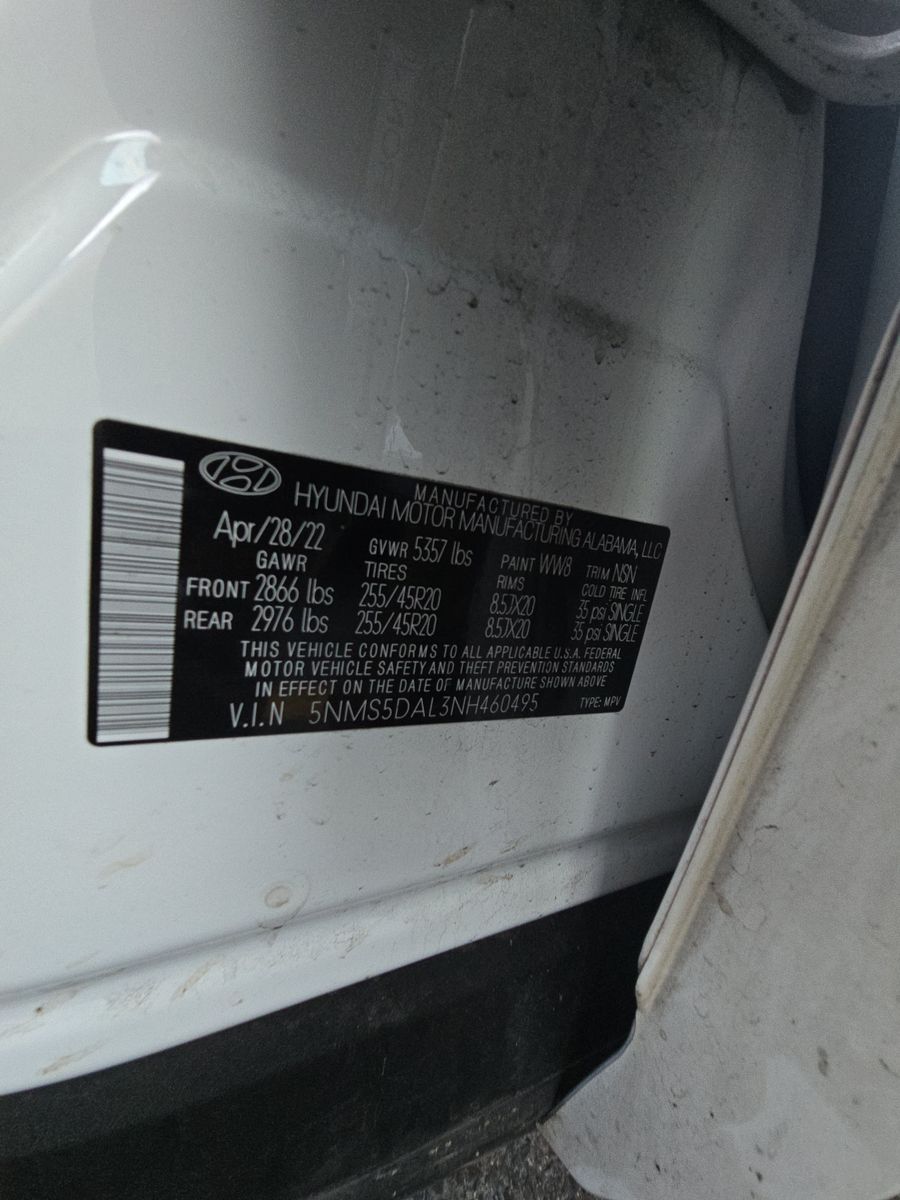 MANUFACTURED BY
HYUNDAI MOTOR MANUFACTURING ALABAMA, LLC
Apr/28/22 GVWR 5357 lbs PAINT WW8 TRIM NSN
GAWR TIRES RIMS COLD TIRE INFL
FRONT 2866 lbs 255/45R20 8.5JX20 35 psi SINGLE
REAR 2976 lbs 255/45R20 8.5JX20 35 psi SINGLE
THIS VEHICLE CONFORMS TO ALL APPLICABLE U.S.A. FEDERAL
MOTOR VEHICLE SAFETY AND THEFT PREVENTION STANDARDS
IN EFFECT ON THE DATE OF MANUFACTURE SHOWN ABOVE
V.I.N 5NMS5DAL3NH460495 TYPE: MPV